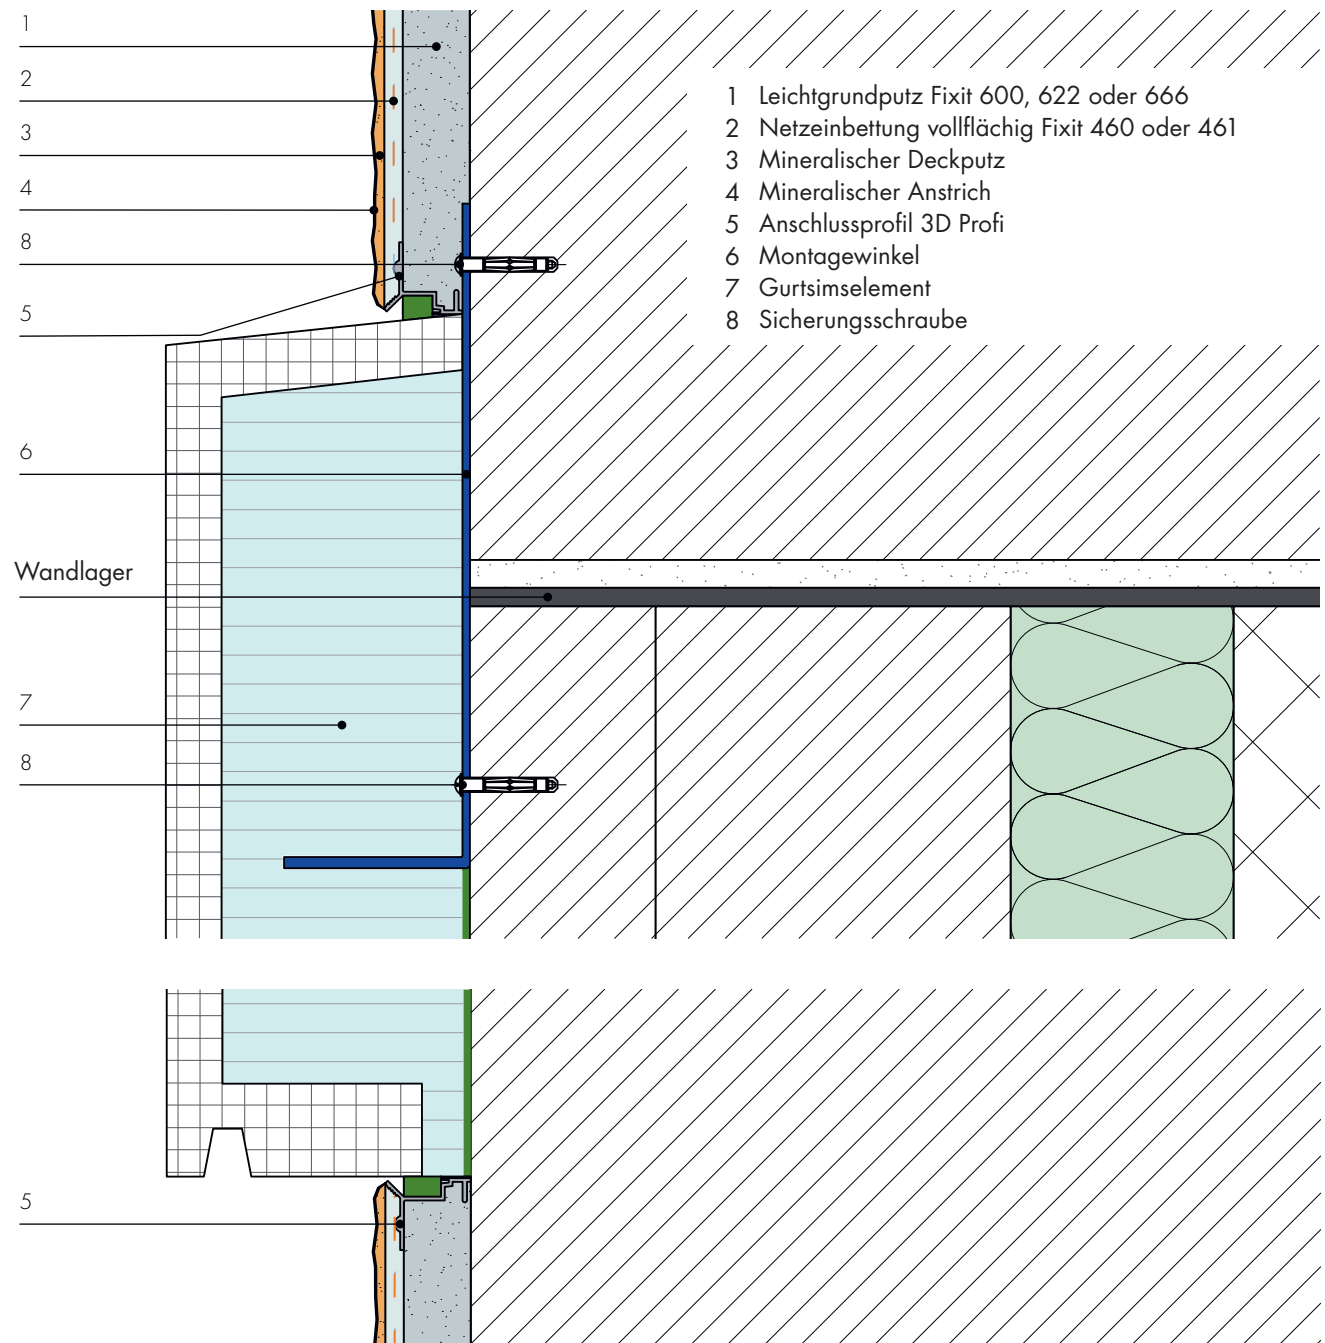 1
2
3
4
8
5
6
Wandlager
7
8
5
1 Leichtgrundputz Fixit 600, 622 oder 666
2 Netzeinbettung vollflächig Fixit 460 oder 461
3 Mineralischer Deckputz
4 Mineralischer Anstrich
5 Anschlussprofil 3D Profi
6 Montagewinkel
7 Gurtsimselement
8 Sicherungsschraube